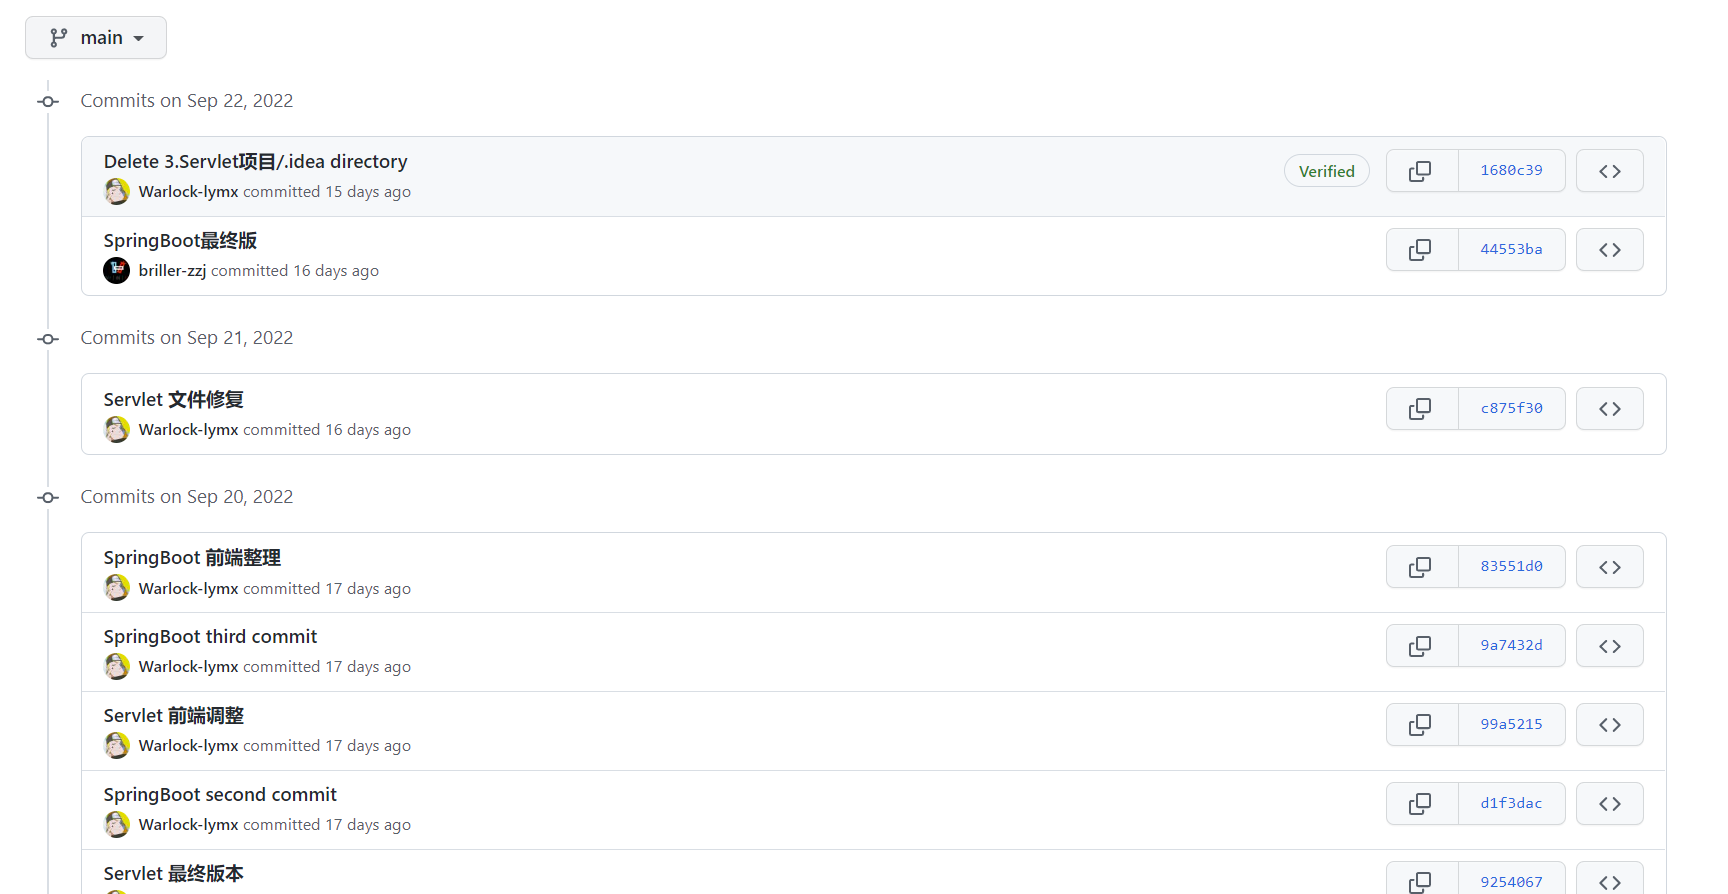 main
Commits on Sep 22, 2022
Delete 3.Servlet项目/.idea directory
Warlock-lymx committed 15 days ago
Verified
1680c39
SpringBoot最终版
briller-zzj committed 16 days ago
44553ba
Commits on Sep 21, 2022
Servlet 文件修复
Warlock-lymx committed 16 days ago
c875f30
Commits on Sep 20, 2022
SpringBoot 前端整理
Warlock-lymx committed 17 days ago
83551d0
SpringBoot third commit
Warlock-lymx committed 17 days ago
9a7432d
Servlet 前端调整
Warlock-lymx committed 17 days ago
99a5215
SpringBoot second commit
Warlock-lymx committed 17 days ago
d1f3dac
Servlet 最终版本
9254067